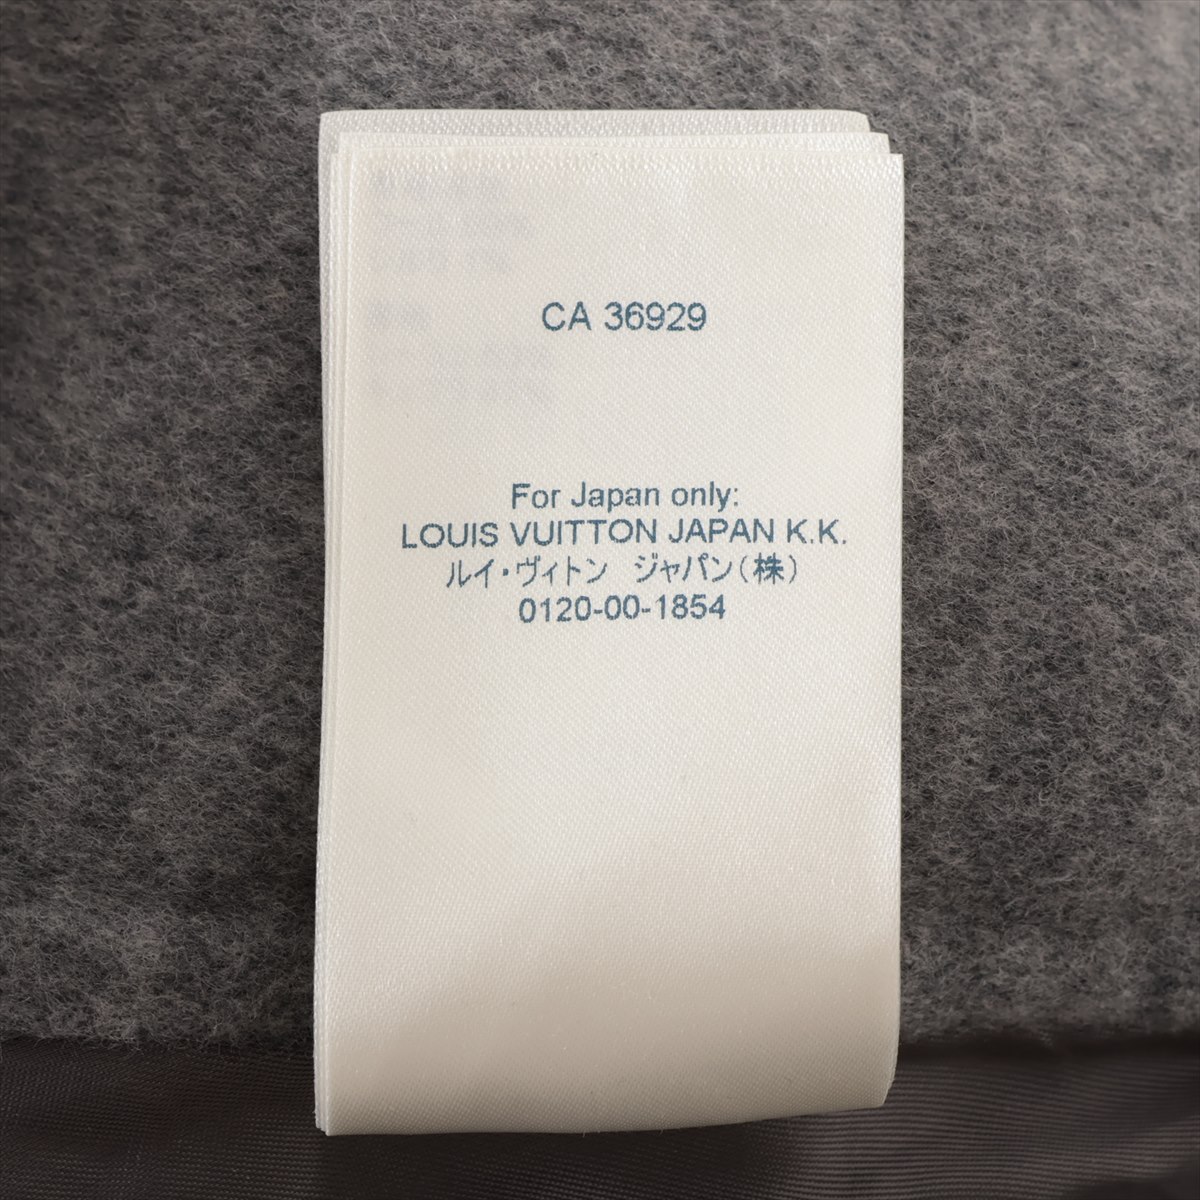 CA 36929
For Japan only:
LOUIS VUITTON JAPAN K.K.
ルイ・ヴィトン ジャパン(株)
0120-00-1854